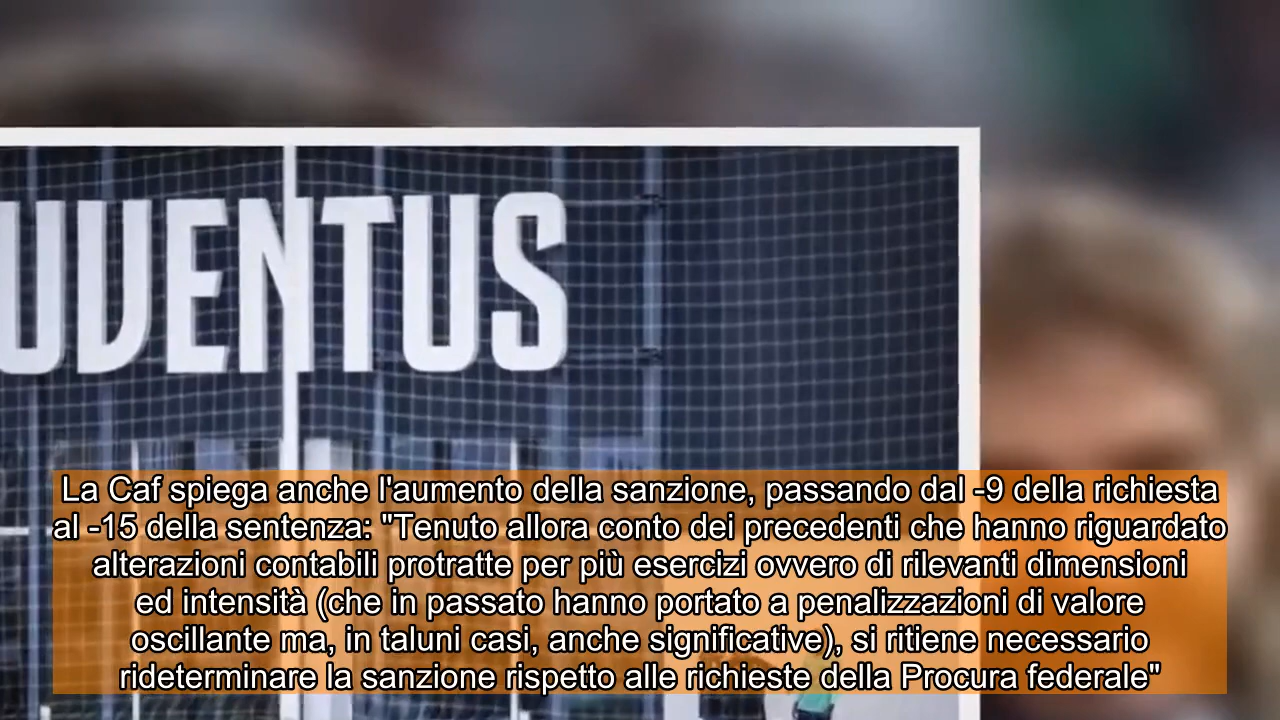 UVENTUS
La Caf spiega anche l'aumento della sanzione, passando dal -9 della richiesta
al -15 della sentenza: "Tenuto allora conto dei precedenti che hanno riguardato
alterazioni contabili protratte per più esercizi ovvero di rilevanti dimensioni
ed intensità (che in passato hanno portato a penalizzazioni di valore
oscillante ma, in taluni casi, anche significative), si ritiene necessario
rideterminare la sanzione rispetto alle richieste della Procura federale"